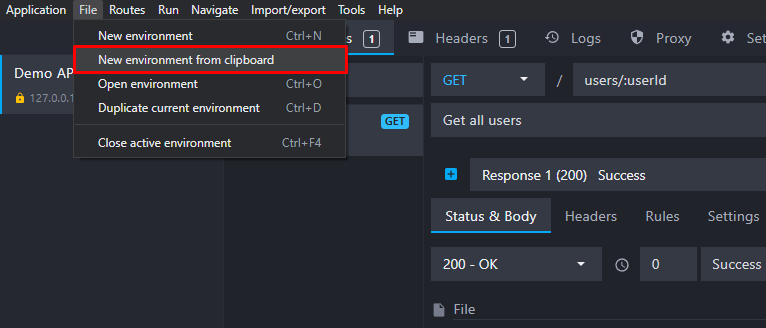 Application File Routes Run Navigate Import/export Tools Help
New environment Ctrl+N
New environment from clipboard
Open environment Ctrl+O
Duplicate current environment Ctrl+D
Close active environment Ctrl+F4
Demo AP
127.0.0.1
GET
s 1 Headers 1 Logs Proxy Set
GET / users/:userId
Get all users
Response 1 (200) Success
Status & Body Headers Rules Settings
200 - OK 0 Success
File